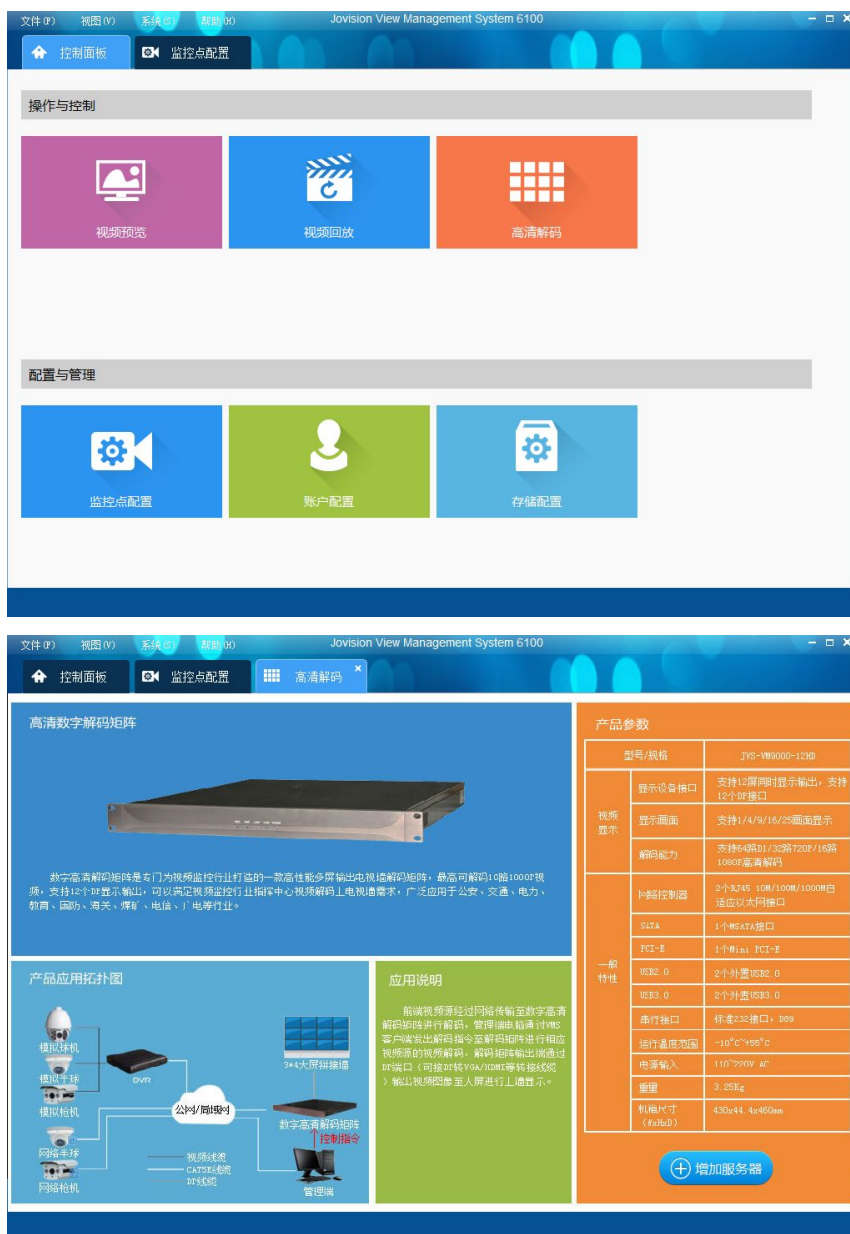 文件(F) 视图(V) 系统(S) 帮助(H) Jovision View Management System 6100
控制面板 监控点配置
操作与控制
视频预览 视频回放 高清解码
配置与管理
监控点配置 账户配置 存储配置
文件(F) 视图(V) 系统(S) 帮助(H) Jovision View Management System 6100
控制面板 监控点配置 高清解码
高清数字解码矩阵
数字高清解码矩阵是专门为视频监控行业打造的一款高性能多屏输出电视墙解码矩阵，最高可解码16路1080P视
频，支持12个DP显示输出，可以满足视频监控行业指挥中心视频解码上电视墙需求，广泛应用于公安、交通、电力、
教育、国防、海关、煤矿、电信、广电等行业。
产品应用拓扑图
模拟球机
模拟半球
模拟枪机
网络半球
网络枪机
DVR
公网/局域网
3*4大屏拼接墙
数字高清解码矩阵
控制指令
管理端
视频线缆
CAT5E线缆
DP线缆
应用说明
前端视频源经过网络传输至数字高清
解码矩阵进行解码，管理端电脑通过VMS
客户端发出解码指令至解码矩阵进行相应
视频源的视频解码，解码矩阵输出端通过
DP端口（可接DP转VGA/HDMI等转接线缆
）输出视频图像至大屏进行上墙显示。
产品参数
型号/规格 JVS-VM9000-12HD
视频
显示
显示设备接口 支持12屏同时显示输出，支持
12个DP接口
显示画面 支持1/4/9/16/25画面显示
解码能力 支持64路D1/32路720P/16路
1080P高清解码
一般
特性
网路控制器 2个RJ45 10M/100M/1000M自
适应以太网接口
SATA 1个MSATA接口
PCI-E 1个Mini PCI-E
USB2.0 2个外置USB2.0
USB3.0 2个外置USB3.0
串行接口 标准232接口，DB9
运行温度范围 -10°C~+55°C
电源输入 110~220V AC
重量 3.25Kg
机箱尺寸
(WxHxD) 430x44.4x460mm
增加服务器